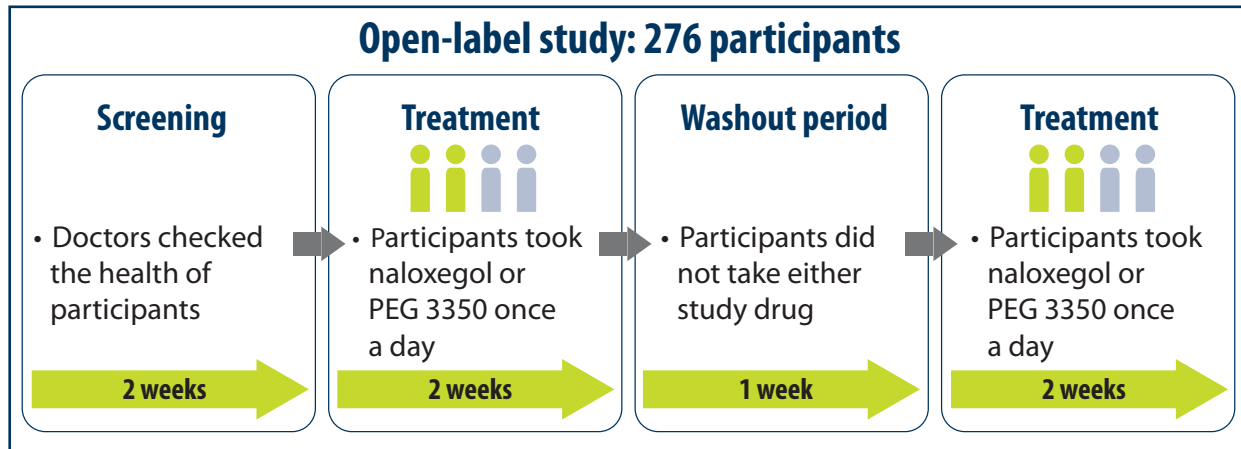 Open-label study: 276 participants
Screening
• Doctors checked
the health of
participants
2 weeks
Treatment
• Participants took
naloxegol or
PEG 3350 once
a day
2 weeks
Washout period
• Participants did
not take either
study drug
1 week
Treatment
• Participants took
naloxegol or
PEG 3350 once
a day
2 weeks